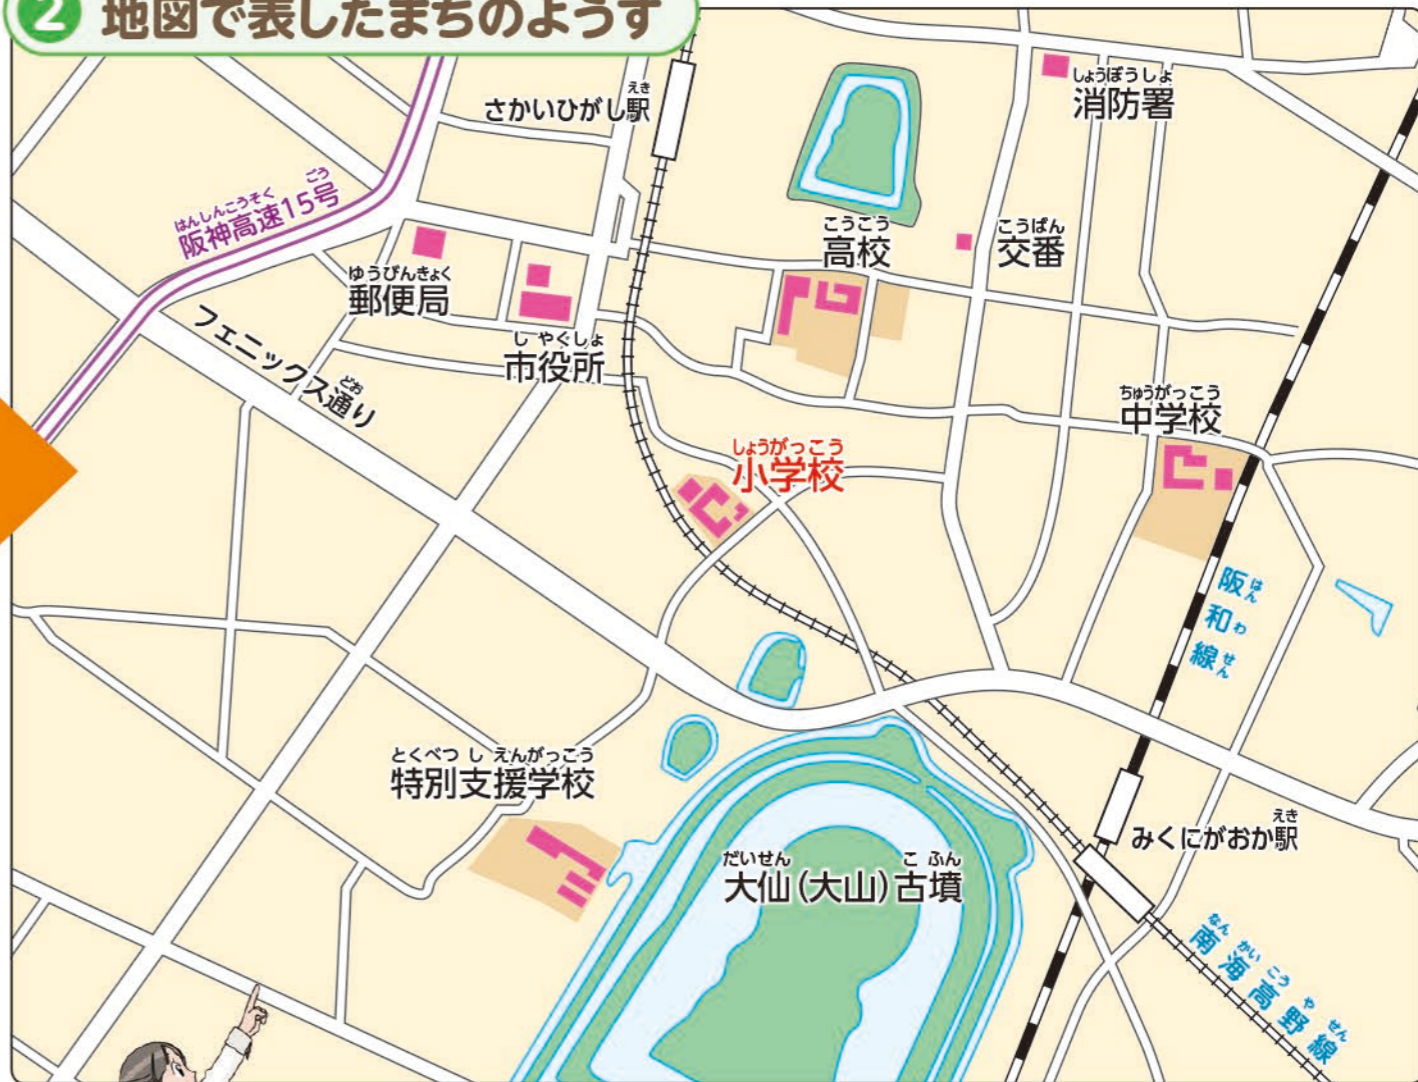 2 地図で表したまちのようす
えき
さかいひがし駅
しょうぼうしょ
消防署
はんしんこうそく ごう
阪神高速15号
こうこう
高校
こうばん
交番
ゆうびんきょく
郵便局
し やくしょ
市役所
どお
フェニックス通り
ちゅうがっこう
中学校
しょうがっこう
小学校
はん わ せん
阪和線
とくべつ し えんがっこう
特別支援学校
えき
みくにがおか駅
だいせん こ ふん
大仙(大山)古墳
なん かい こう や せん
南海高野線